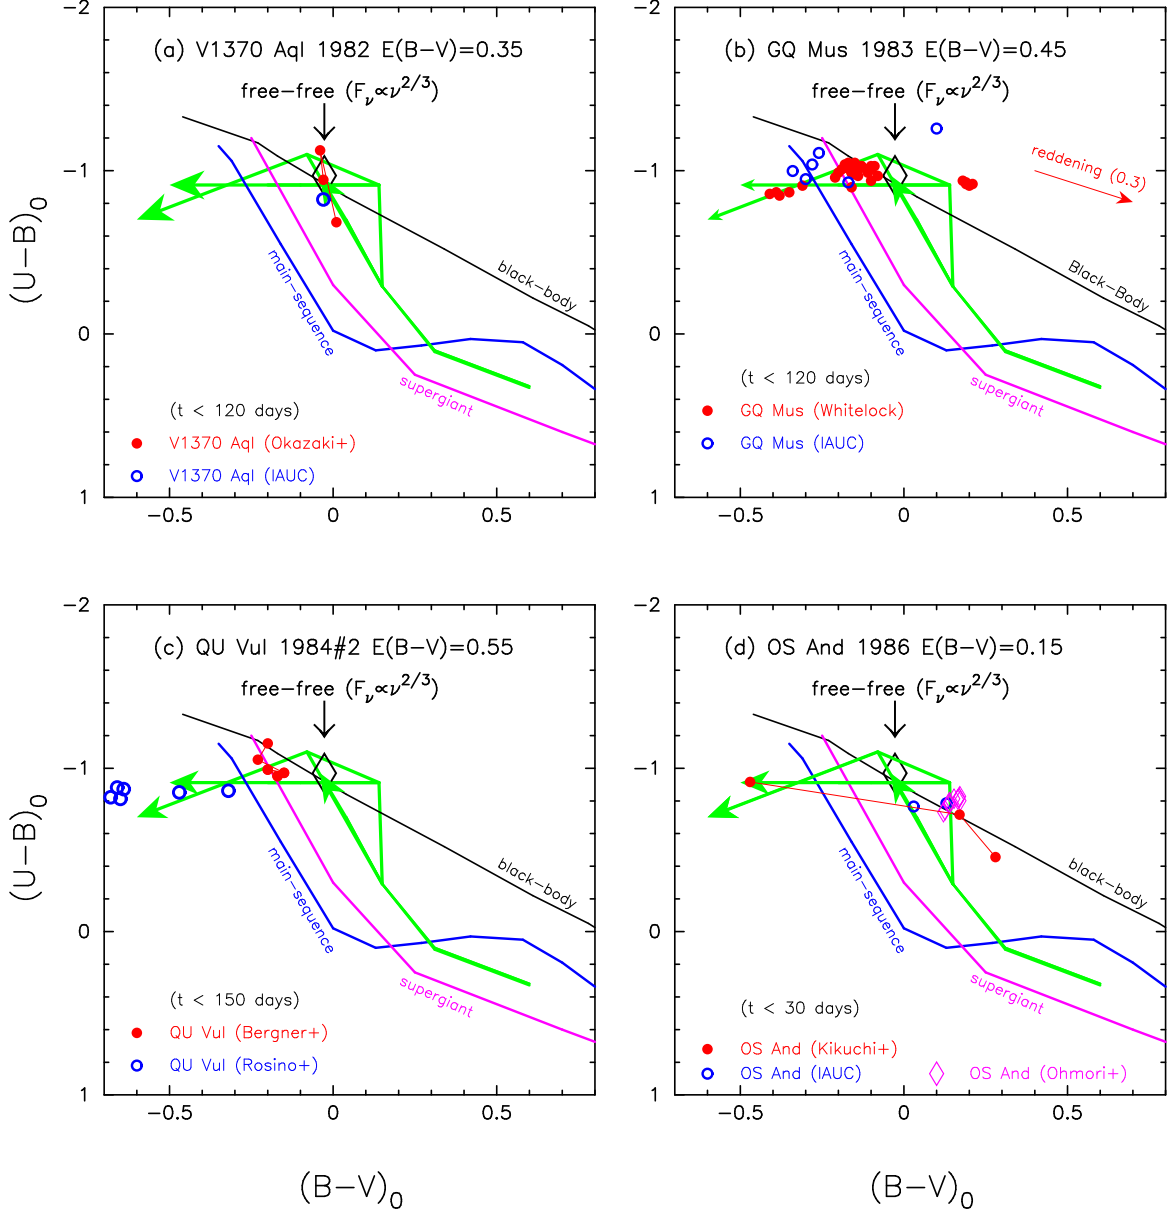 (a) V1370 Aql 1982 E(B−V)=0.35
free−free (Fν∝ν2/3)
black−body
main−sequence
supergiant
(t < 120 days)
V1370 Aql (Okazaki+)
V1370 Aql (IAUC)
−2
−1
0
1
−0.5 0 0.5
(U−B)0
(b) GQ Mus 1983 E(B−V)=0.45
free−free (Fν∝ν2/3)
reddening (0.3)
Black−Body
main−sequence
supergiant
(t < 120 days)
GQ Mus (Whitelock)
GQ Mus (IAUC)
−2
−1
0
1
−0.5 0 0.5
(c) QU Vul 1984#2 E(B−V)=0.55
free−free (Fν∝ν2/3)
black−body
main−sequence
supergiant
(t < 150 days)
QU Vul (Bergner+)
QU Vul (Rosino+)
−2
−1
0
1
−0.5 0 0.5
(U−B)0
(B−V)0
(d) OS And 1986 E(B−V)=0.15
free−free (Fν∝ν2/3)
black−body
main−sequence
supergiant
(t < 30 days)
OS And (Kikuchi+)
OS And (IAUC) OS And (Ohmori+)
−2
−1
0
1
−0.5 0 0.5
(B−V)0